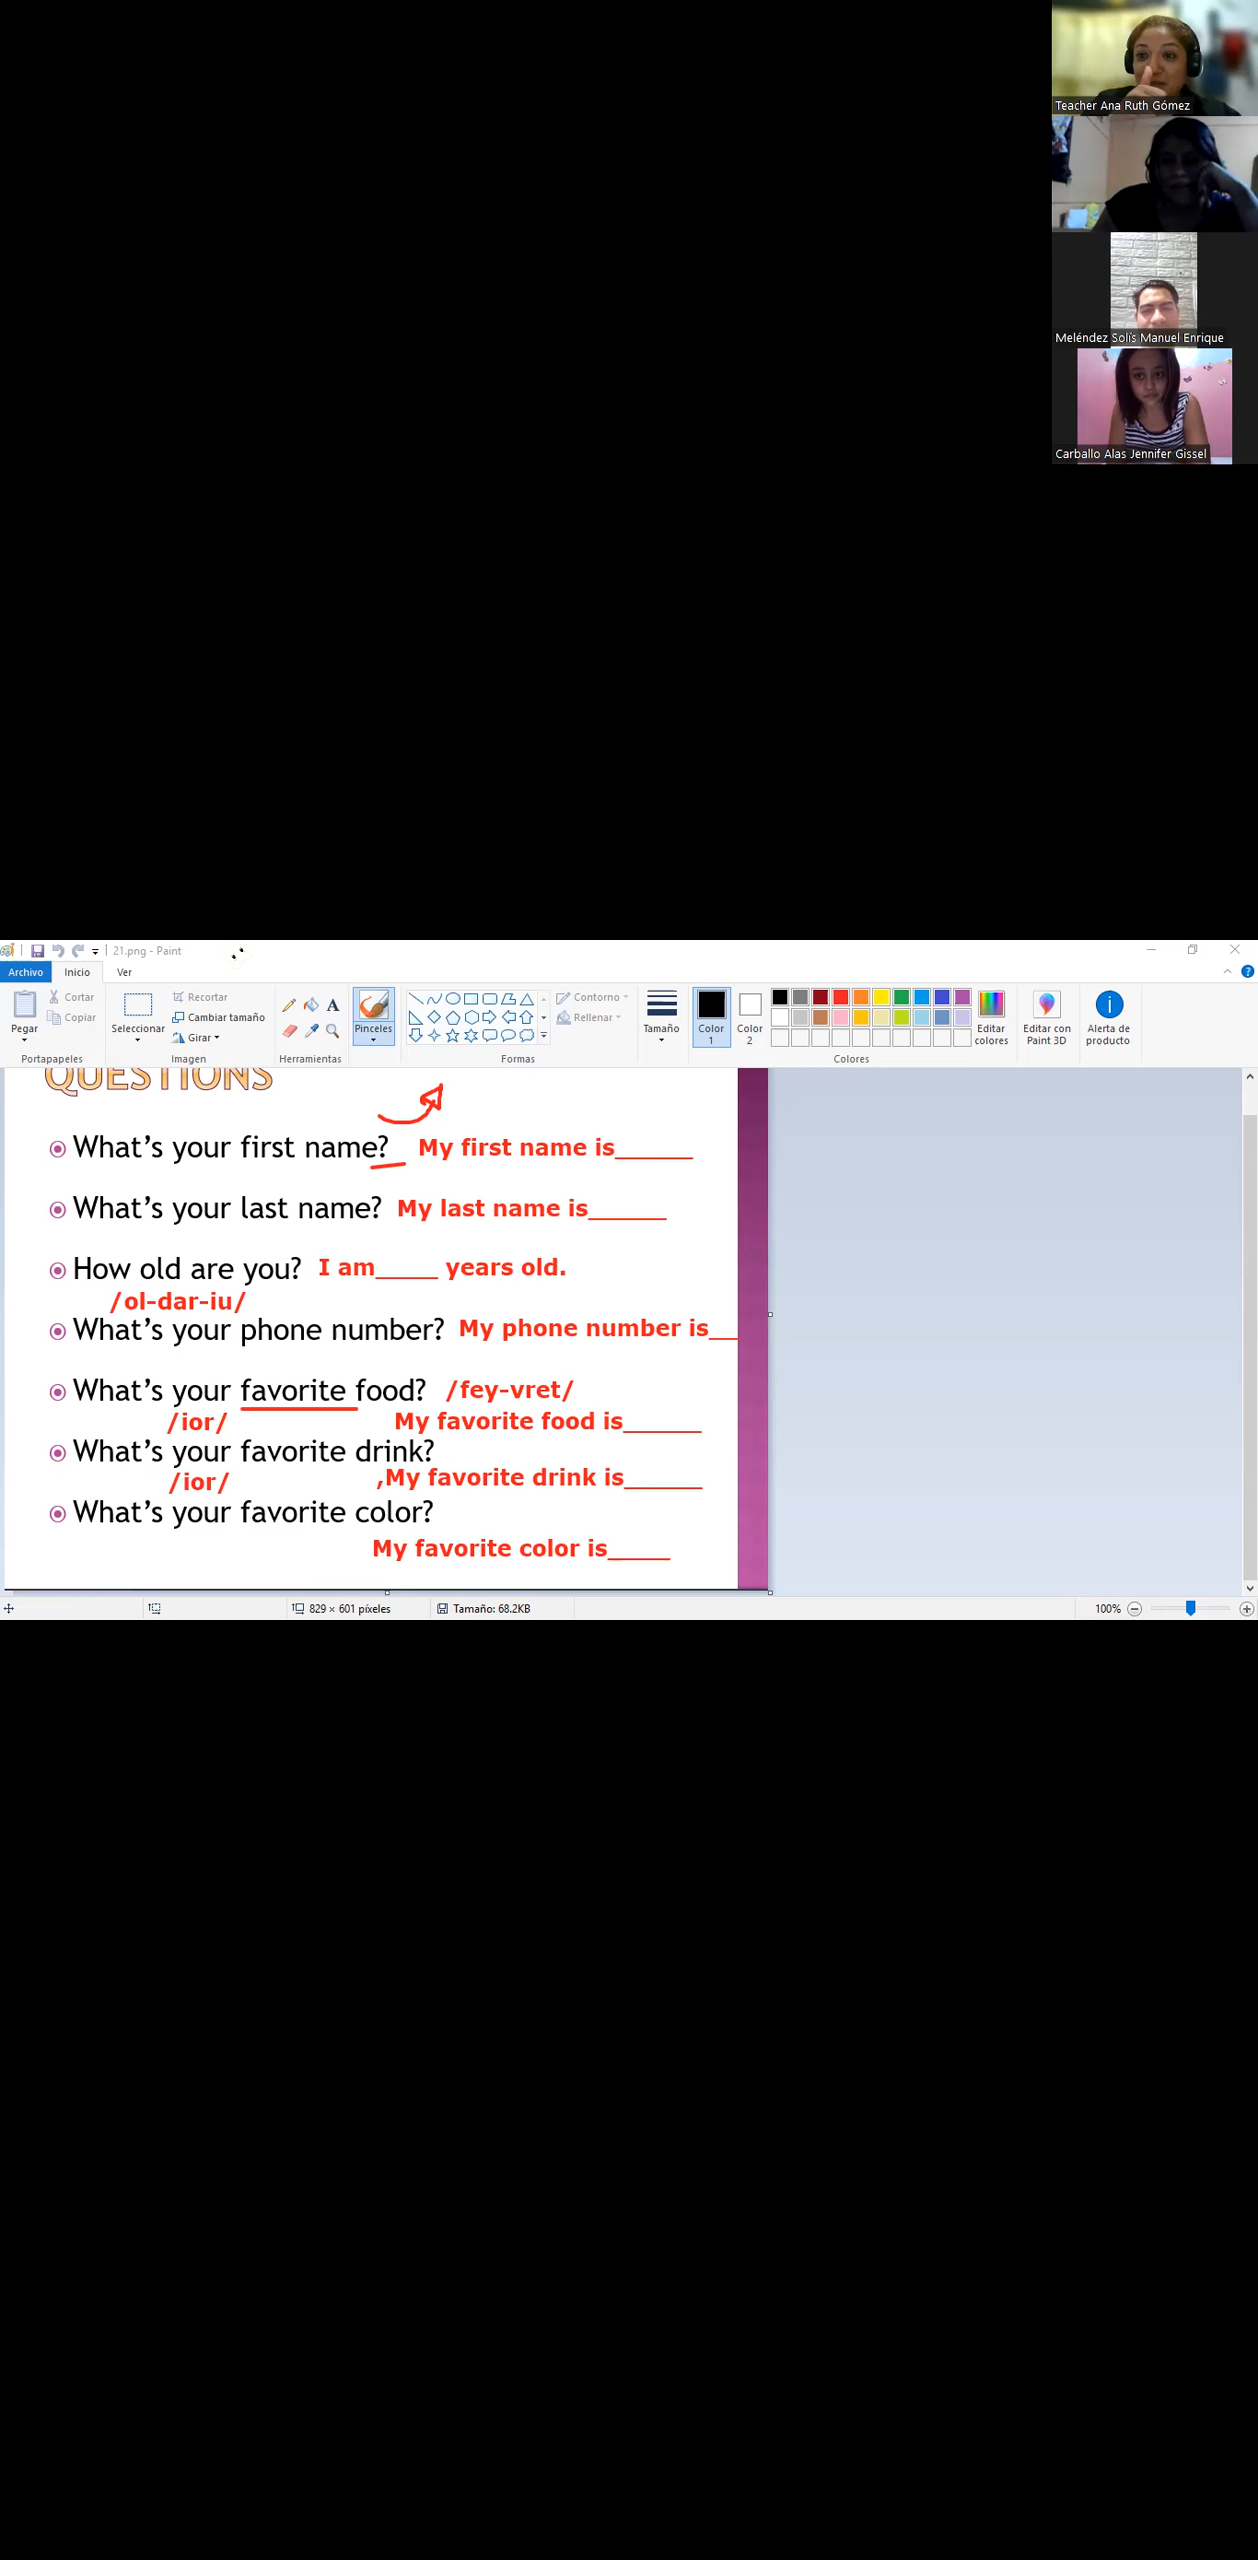 Teacher Ana Ruth Gómez
Meléndez Solís Manuel Enrique
Carballo Alas Jennifer Gissel
21.png - Paint
Archivo Inicio Ver
Pegar
Cortar
Copiar
Portapapeles
Seleccionar
Recortar
Cambiar tamaño
Girar
Imagen
A
Herramientas
Pinceles
Contorno
Rellenar
Formas
Tamaño
Color 1
Color 2
Editar colores
Colores
Editar con Paint 3D
Alerta de producto
QUESTIONS
What's your first name? My first name is______
What's your last name? My last name is______
How old are you? I am_____ years old.
/ol-dar-iu/
What's your phone number? My phone number is__
What's your favorite food? /fey-vret/
/ior/ My favorite food is______
What's your favorite drink?
/ior/ ,My favorite drink is______
What's your favorite color?
My favorite color is_____
829 × 601 píxeles
Tamaño: 68.2KB
100%